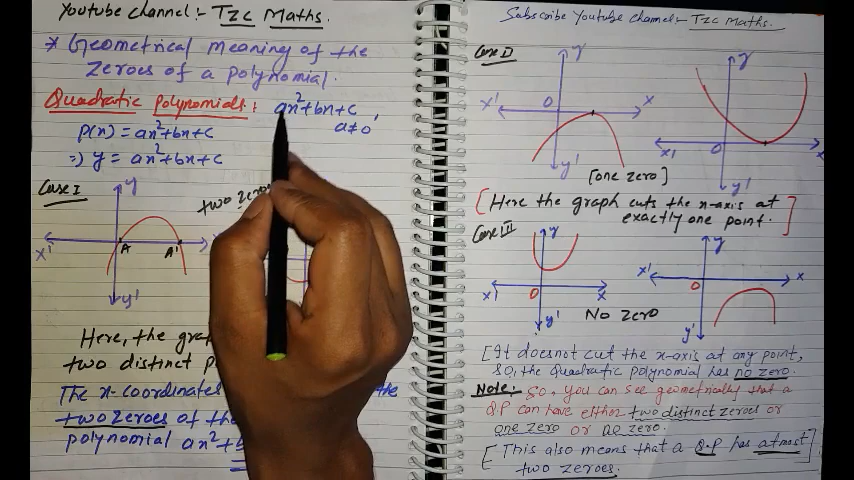 Youtube channel:- Tzc Maths.
* Geometrical meaning of the
Zeroes of a polynomial.
Quadratic Polynomials: ax²+bx+c
a≠0,
p(x) = ax²+bx+c
=> y = ax²+bx+c
Case I
two zeroes
y
x'
A
A'
y'
Here, the
two distinct
The x-coordinates
the
two zeroes of the
polynomial ax²+b
Subscribe Youtube channel:- Tzc Maths.
Case II
y
x'
O
x
y'
[one zero]
y
x'
O
x
y'
[Here the graph cuts the x-axis at
exactly one point.]
Case III
y
x'
O
x
y'
No zero
y
x'
O
x
y'
[It doesnot cut the x-axis at any point,
so, the Quadratic polynomial has no zero.
Note: So, you can see geometrically that a
Q.P can have either two distinct zeroes or
one zero or no zero.
[This also means that a Q.P has atmost]
two zeroes.